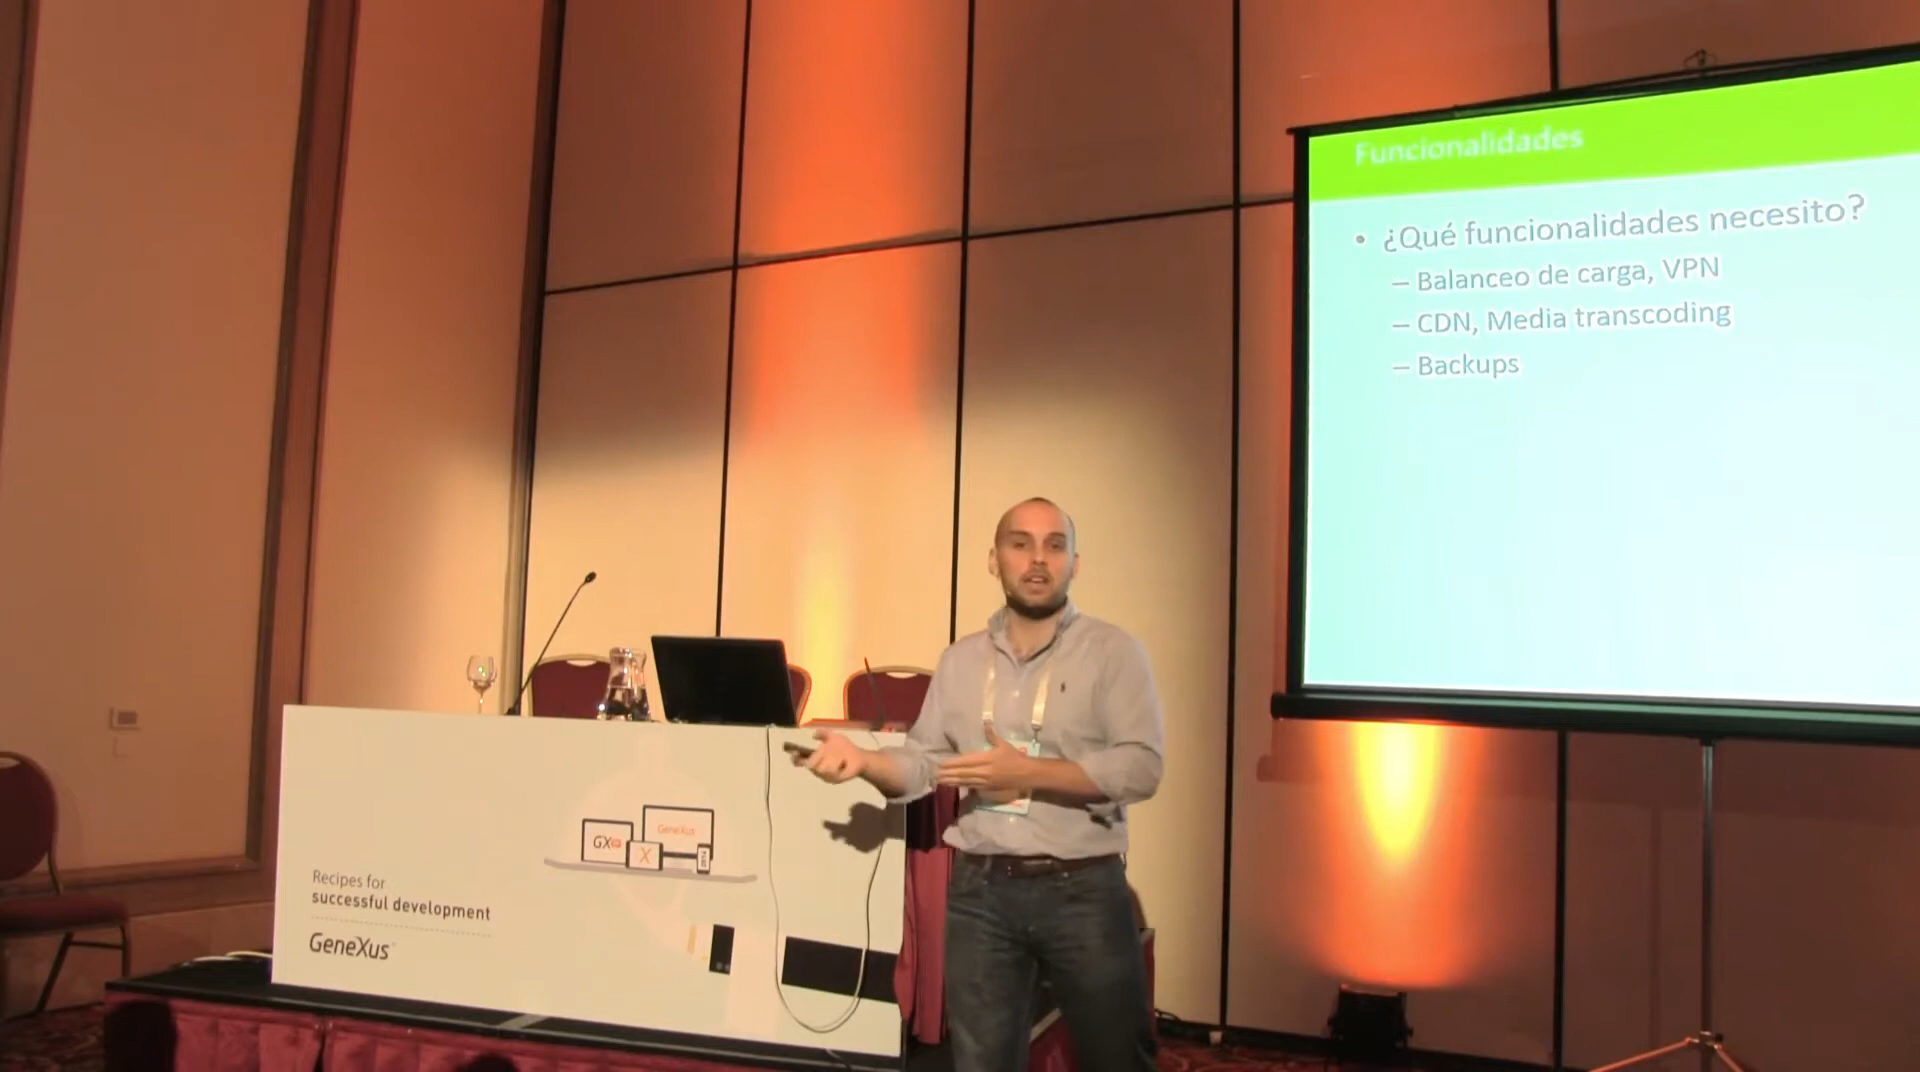 Funcionalidades
• ¿Qué funcionalidades necesito?
– Balanceo de carga, VPN
– CDN, Media transcoding
– Backups
GX
GeneXus
X
Recipes for
successful development
GeneXus